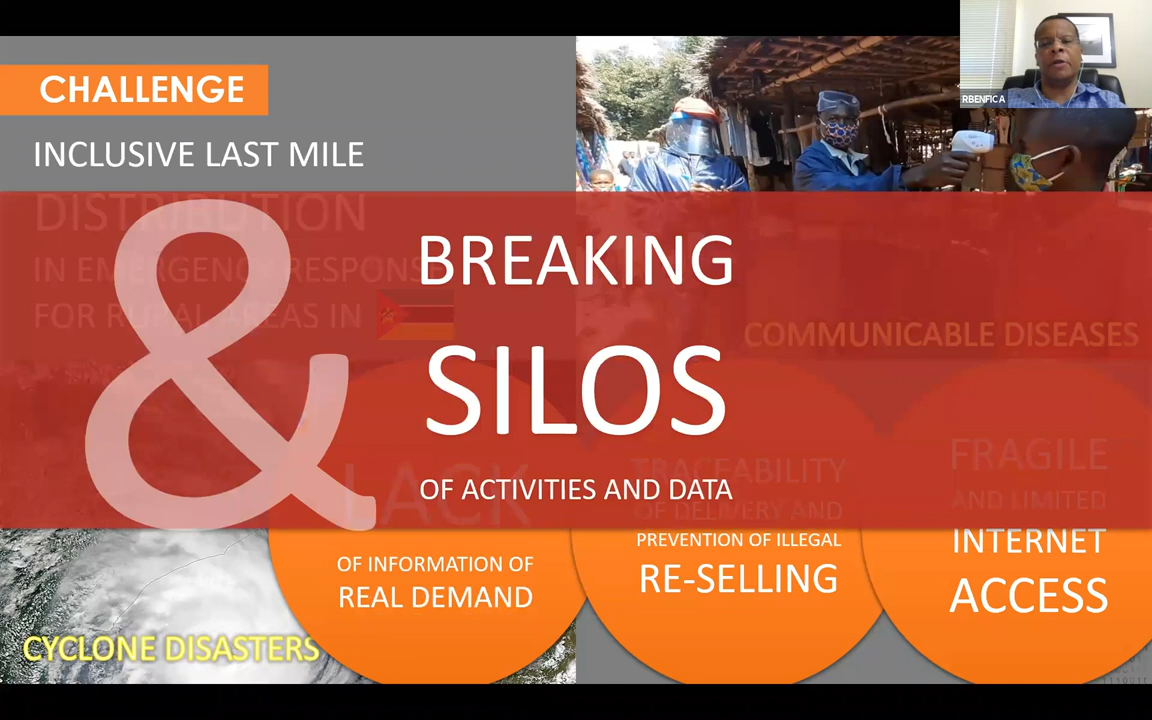 CHALLENGE
INCLUSIVE LAST MILE
DISTRIBUTION
IN EMERGENCY RESPONS
FOR RURAL AREAS IN
&
BREAKING
SILOS
OF ACTIVITIES AND DATA
RBENFICA
COMMUNICABLE DISEASES
LACK
OF INFORMATION OF
REAL DEMAND
TRACEABILITY
OF DELIVERY AND
PREVENTION OF ILLEGAL
RE-SELLING
FRAGILE
AND LIMITED
INTERNET
ACCESS
CYCLONE DISASTERS